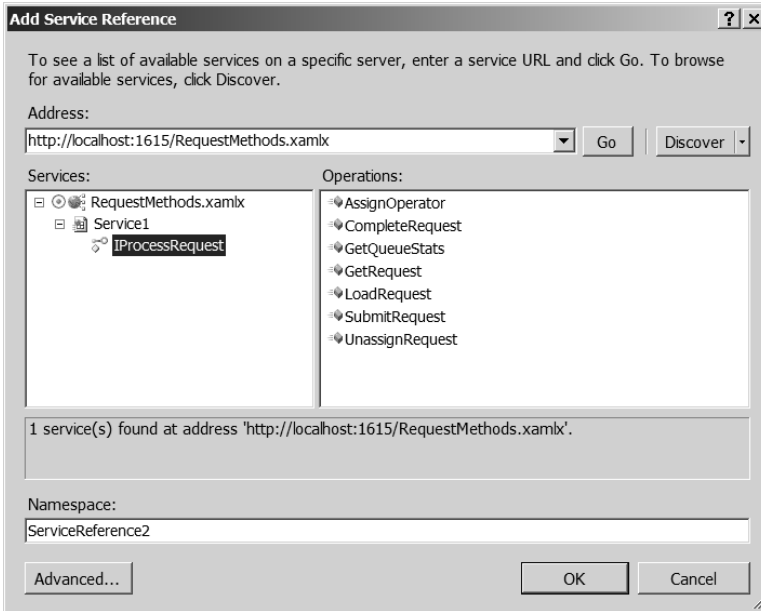 Add Service Reference
To see a list of available services on a specific server, enter a service URL and click Go. To browse
for available services, click Discover.
Address:
http://localhost:1615/RequestMethods.xamlx
Go
Discover
Services:
RequestMethods.xamlx
Service1
IProcessRequest
Operations:
AssignOperator
CompleteRequest
GetQueueStats
GetRequest
LoadRequest
SubmitRequest
UnassignRequest
1 service(s) found at address 'http://localhost:1615/RequestMethods.xamlx'.
Namespace:
ServiceReference2
Advanced...
OK
Cancel